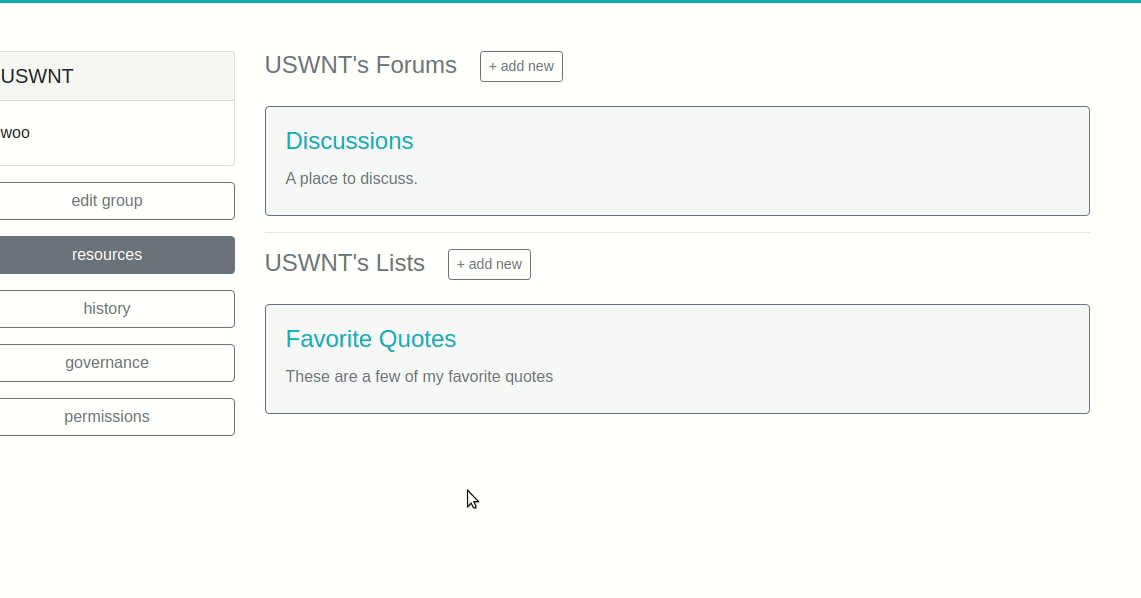 USWNT
woo
edit group
resources
history
governance
permissions
USWNT's Forums
+ add new
Discussions
A place to discuss.
USWNT's Lists
+ add new
Favorite Quotes
These are a few of my favorite quotes